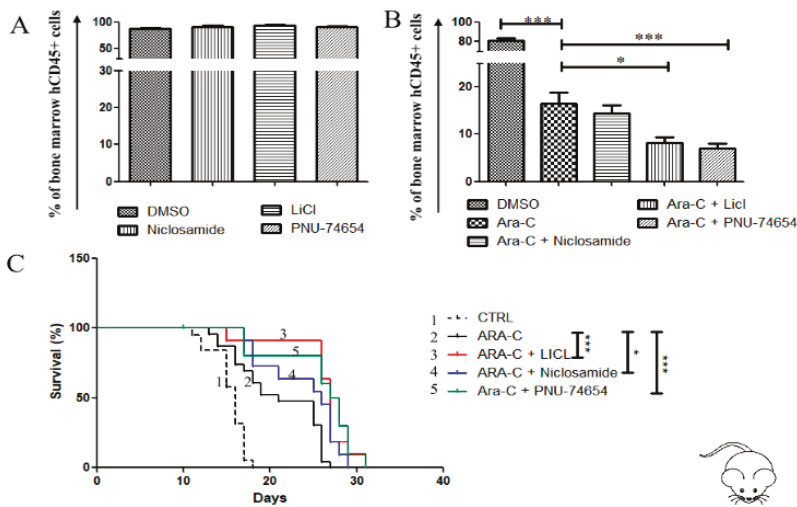 A
% of bone marrow hCD45+ cells
100
80
60
30
20
10
0
DMSO
LiCl
Niclosamide
PNU-74654
B
% of bone marrow hCD45+ cells
100
80
60
20
10
0
***
***
*
DMSO
Ara-C + Licl
Ara-C
Ara-C + PNU-74654
Ara-C + Niclosamide
C
Survival (%)
150
100
50
0
0
10
20
30
40
Days
1
2
3
4
5
1 CTRL
2 ARA-C
3 ARA-C + LICL
4 ARA-C + Niclosamide
5 Ara-C + PNU-74654
***
*
***